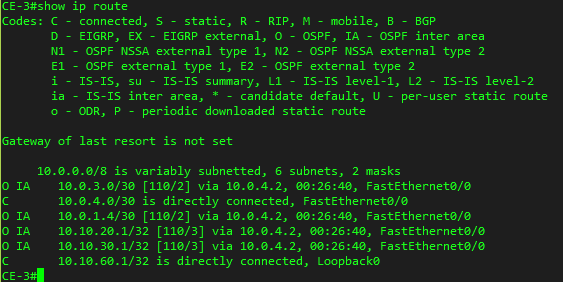 CE-3#show ip route
Codes: C - connected, S - static, R - RIP, M - mobile, B - BGP
       D - EIGRP, EX - EIGRP external, O - OSPF, IA - OSPF inter area
       N1 - OSPF NSSA external type 1, N2 - OSPF NSSA external type 2
       E1 - OSPF external type 1, E2 - OSPF external type 2
       i - IS-IS, su - IS-IS summary, L1 - IS-IS level-1, L2 - IS-IS level-2
       ia - IS-IS inter area, * - candidate default, U - per-user static route
       o - ODR, P - periodic downloaded static route
Gateway of last resort is not set
     10.0.0.0/8 is variably subnetted, 6 subnets, 2 masks
O IA    10.0.3.0/30 [110/2] via 10.0.4.2, 00:26:40, FastEthernet0/0
C       10.0.4.0/30 is directly connected, FastEthernet0/0
O IA    10.0.1.4/30 [110/2] via 10.0.4.2, 00:26:40, FastEthernet0/0
O IA    10.10.20.1/32 [110/3] via 10.0.4.2, 00:26:40, FastEthernet0/0
O IA    10.10.30.1/32 [110/3] via 10.0.4.2, 00:26:40, FastEthernet0/0
C       10.10.60.1/32 is directly connected, Loopback0
CE-3#